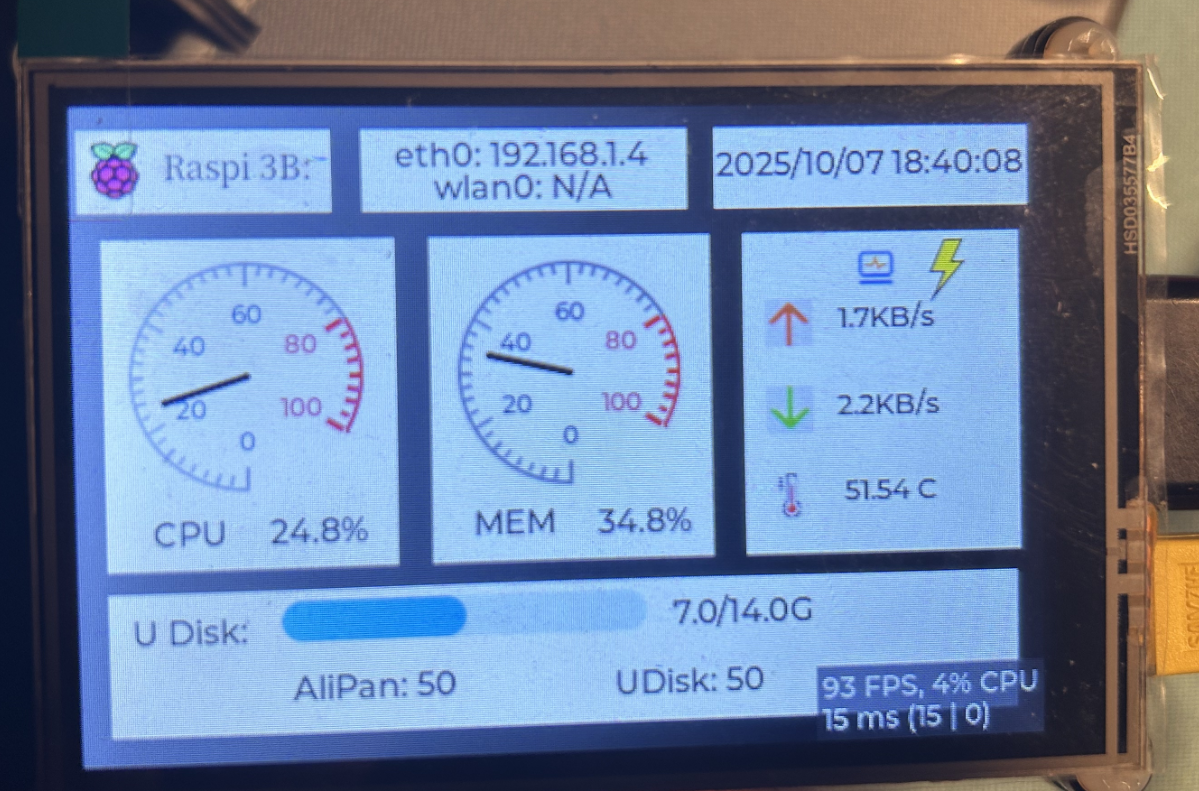 Raspi 3B:
eth0: 192.168.1.4
wlan0: N/A
2025/10/07 18:40:08
60
40
80
20
100
0
CPU 24.8%
60
40
80
20
100
0
MEM 34.8%
1.7KB/s
2.2KB/s
51.54 C
U Disk:
7.0/14.0G
AliPan: 50
UDisk: 50
93 FPS, 4% CPU
15 ms (15 | 0)
HSD035577B4